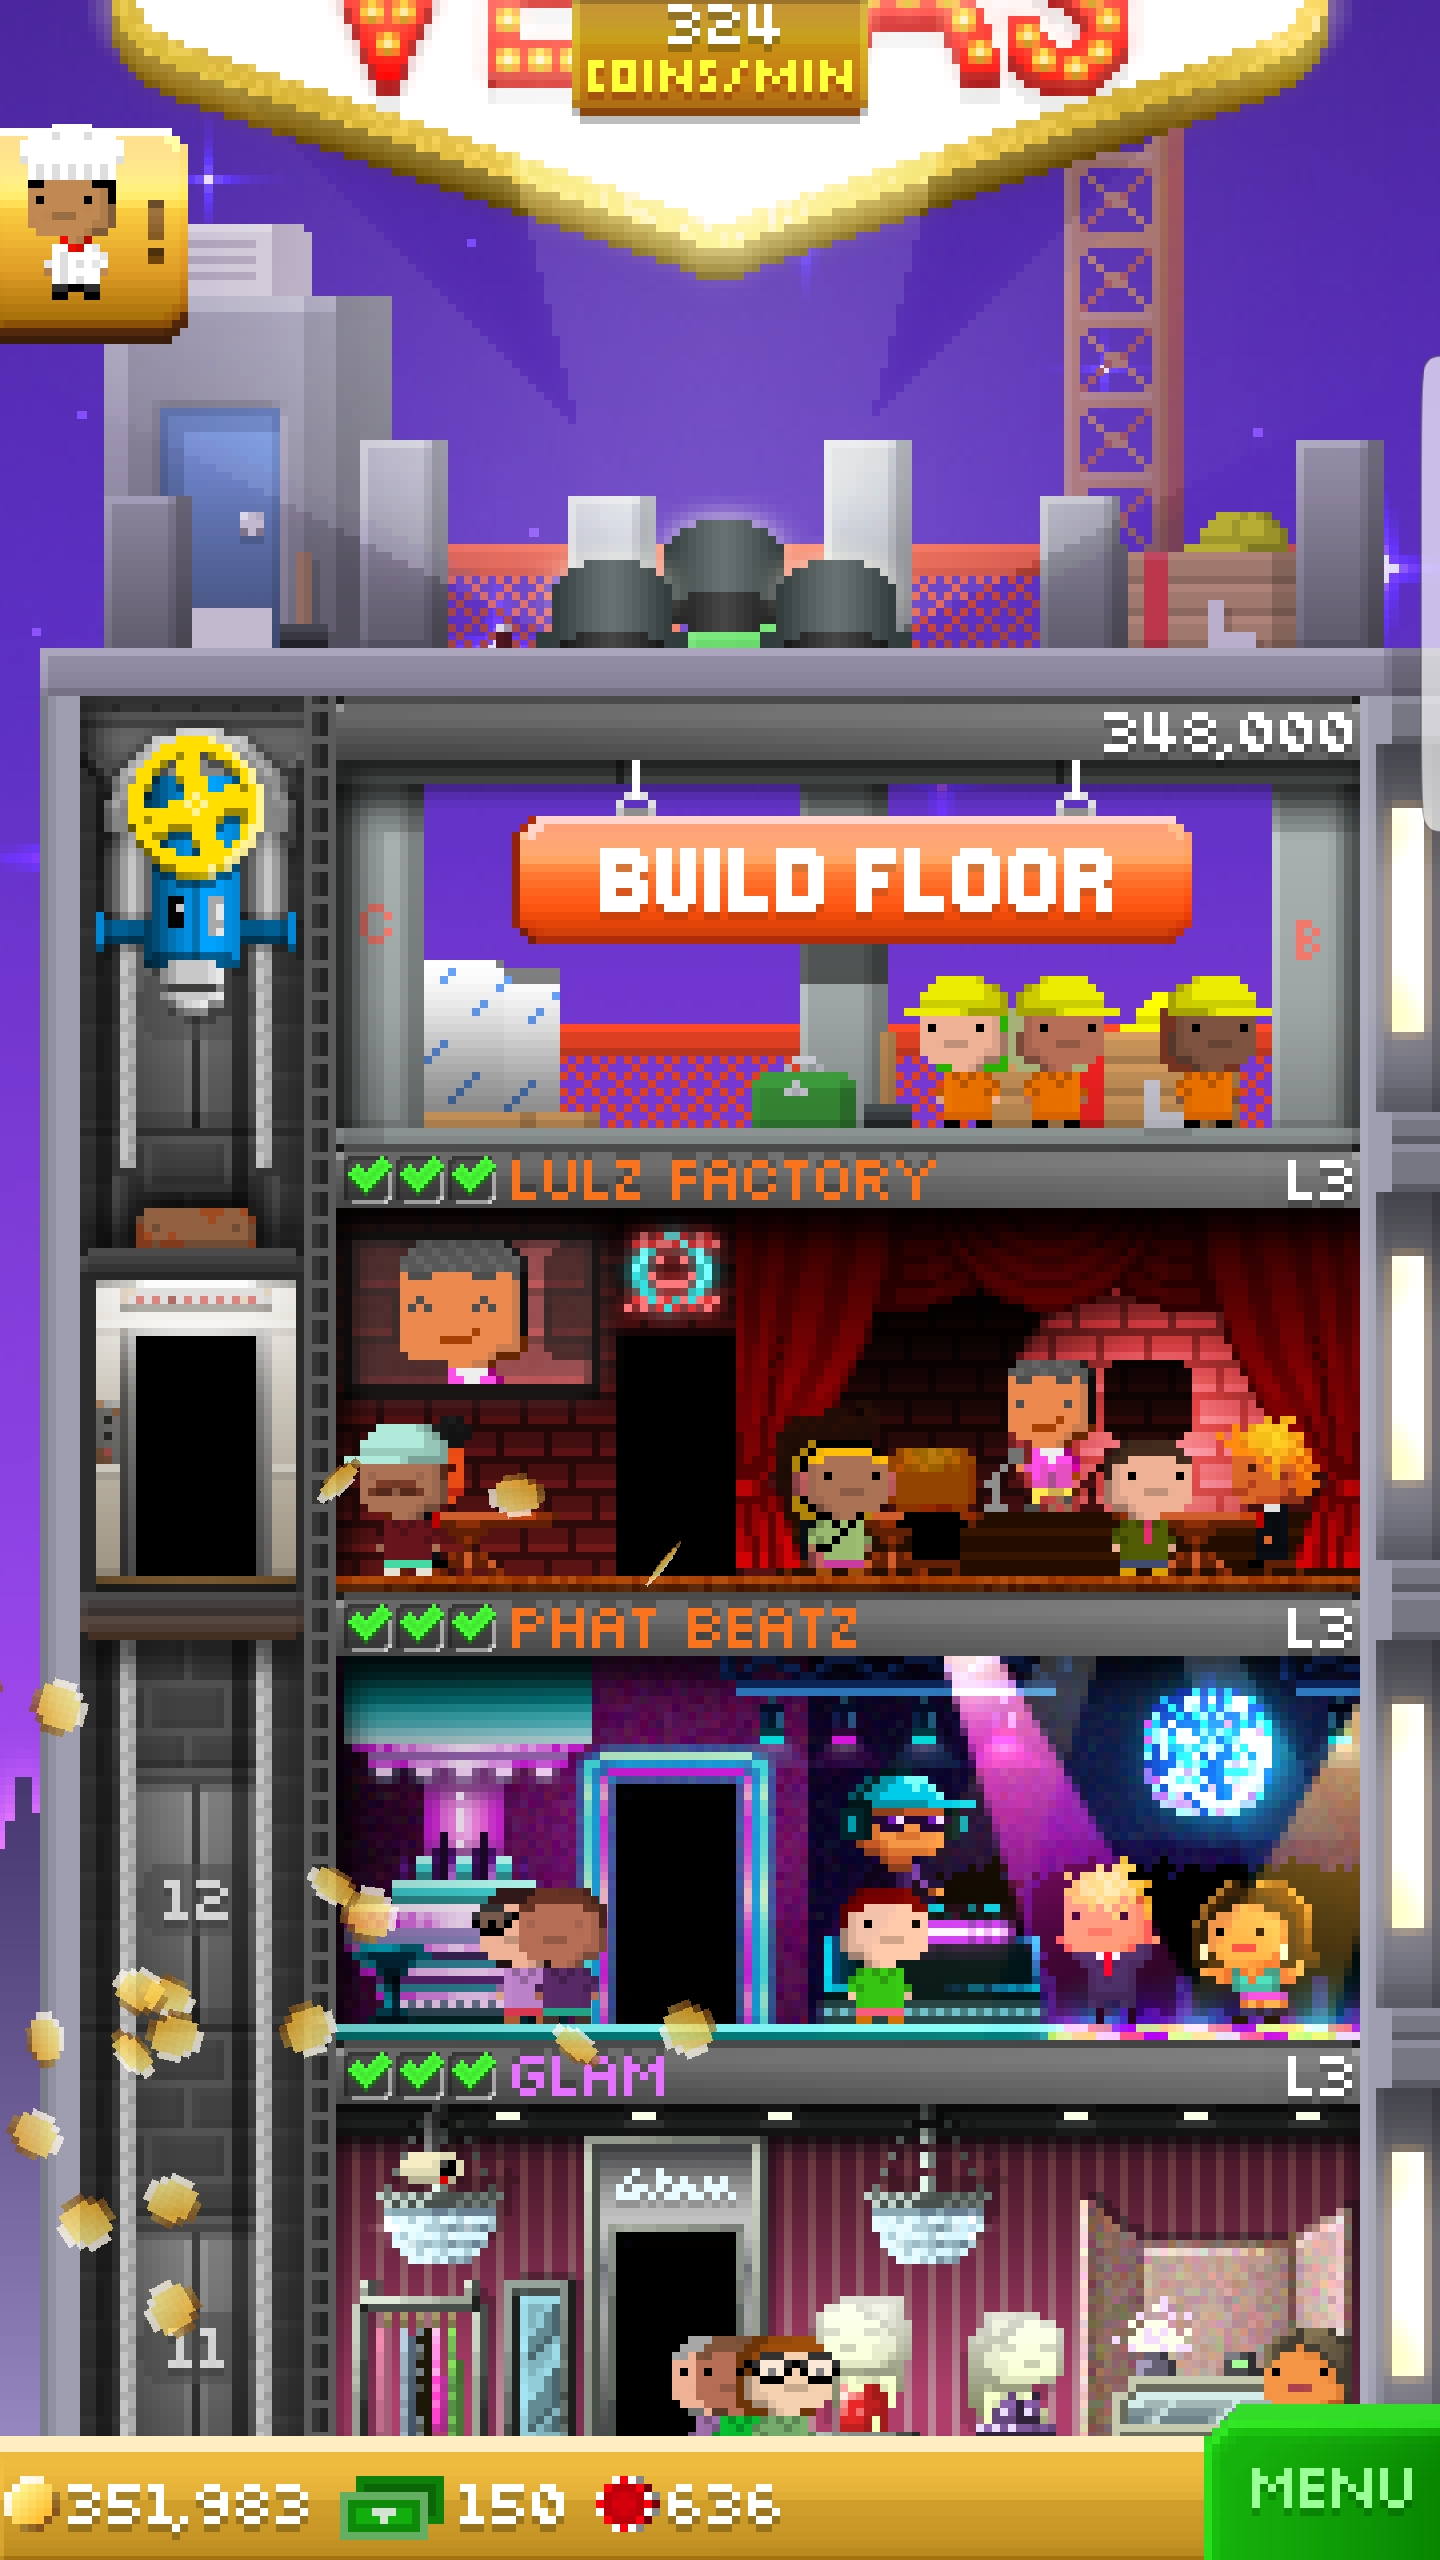 VEGAS
324
COINS/MIN
!
348,000
BUILD FLOOR
C
B
LULZ FACTORY L3
PHAT BEATZ L3
12
GLAM L3
Glam
11
351,983 150 636
MENU